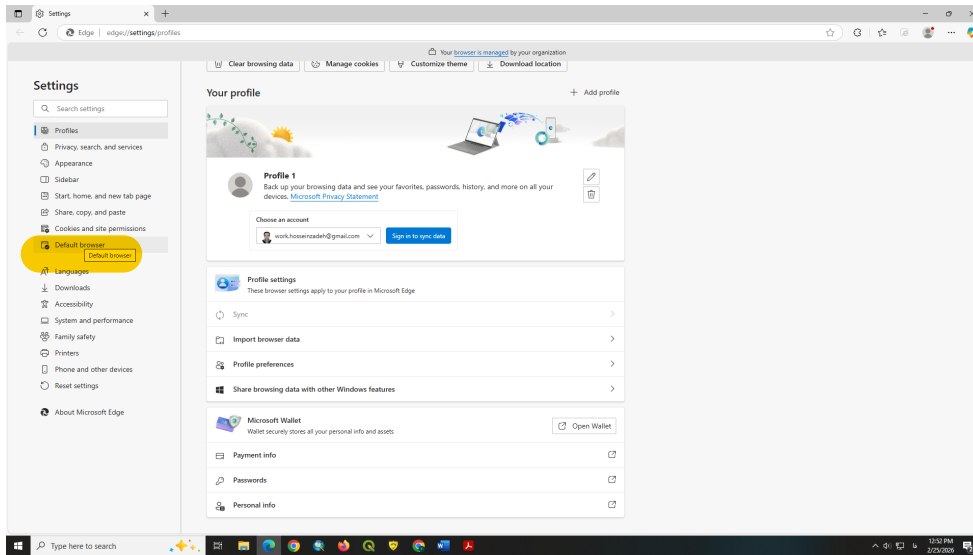 Settings
Edge
edge://settings/profiles
Your browser is managed by your organization
Settings
Search settings
Profiles
Privacy, search, and services
Appearance
Sidebar
Start, home, and new tab page
Share, copy, and paste
Cookies and site permissions
Default browser
Default browser
Languages
Downloads
Accessibility
System and performance
Family safety
Printers
Phone and other devices
Reset settings
About Microsoft Edge
Clear browsing data
Manage cookies
Customize theme
Download location
Your profile
Add profile
Profile 1
Back up your browsing data and see your favorites, passwords, history, and more on all your
devices. Microsoft Privacy Statement
Choose an account
work.hosseinzadeh@gmail.com
Sign in to sync data
Profile settings
These browser settings apply to your profile in Microsoft Edge
Sync
Import browser data
Profile preferences
Share browsing data with other Windows features
Microsoft Wallet
Wallet securely stores all your personal info and assets
Open Wallet
Payment info
Passwords
Personal info
Type here to search
12:52 PM
2/25/2026